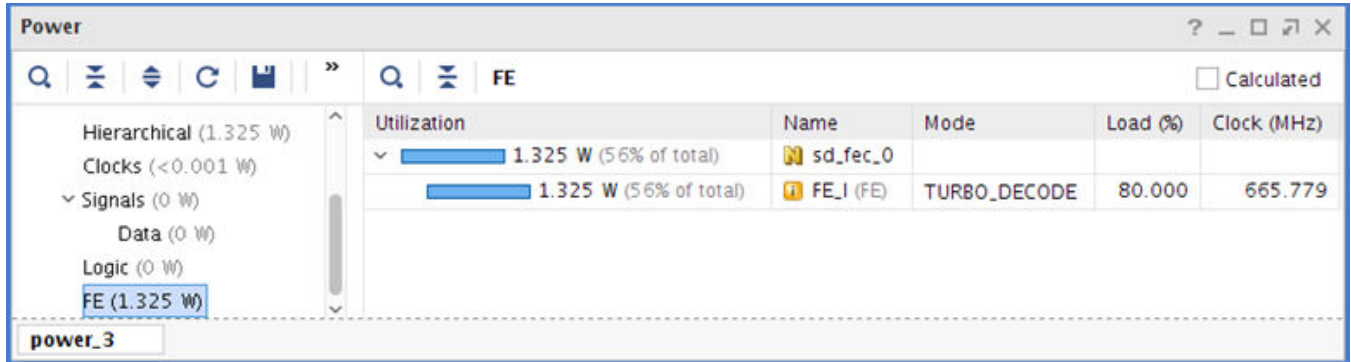 Power
FE
Calculated
Hierarchical (1.325 W)
Clocks (<0.001 W)
Signals (0 W)
Data (0 W)
Logic (0 W)
FE (1.325 W)
Utilization Name Mode Load (%) Clock (MHz)
1.325 W (56% of total) sd_fec_0
1.325 W (56% of total) FE_I (FE) TURBO_DECODE 80.000 665.779
power_3